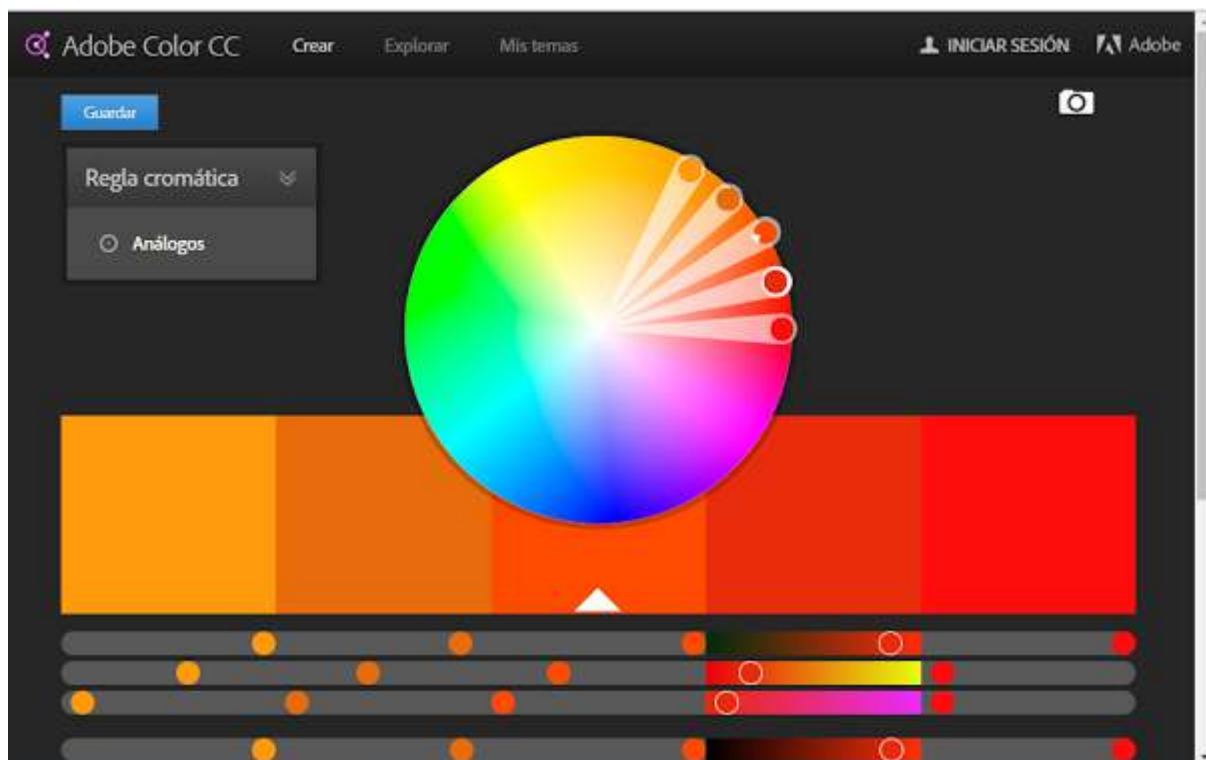 Adobe Color CC Crear Explorar Mis temas INICIAR SESIÓN Adobe
Guardar
Regla cromática
Análogos